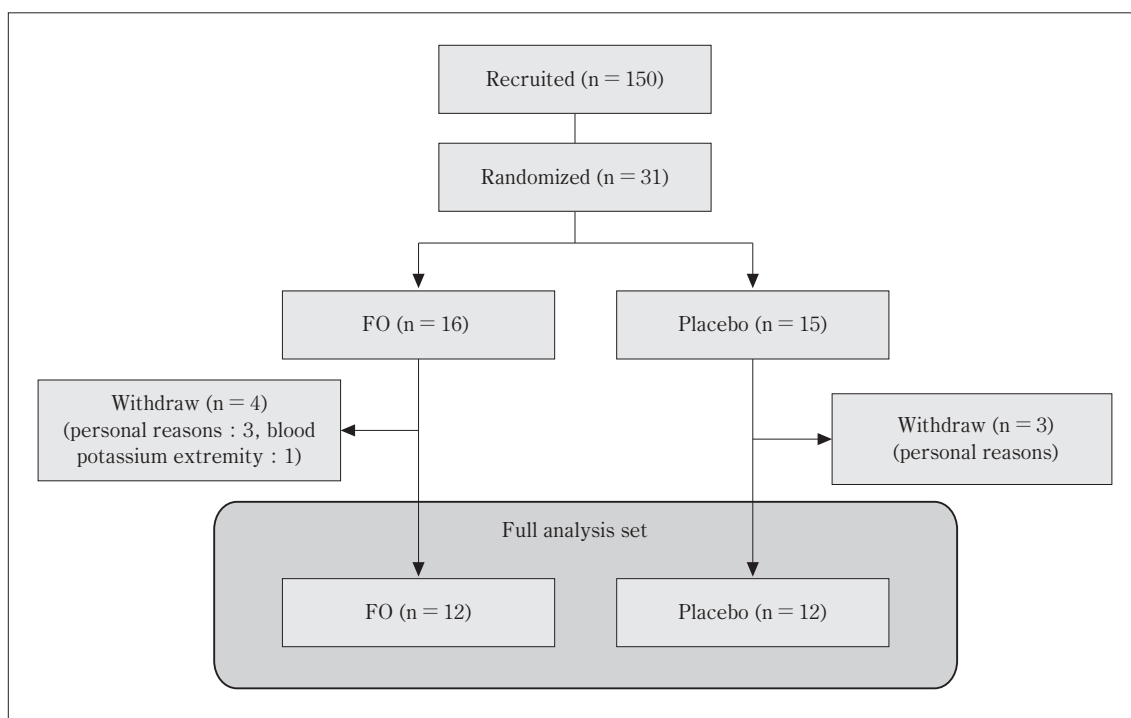 Recruited (n = 150)
Randomized (n = 31)
FO (n = 16)
Placebo (n = 15)
Withdraw (n = 4)
(personal reasons : 3, blood
potassium extremity : 1)
Withdraw (n = 3)
(personal reasons)
Full analysis set
FO (n = 12)
Placebo (n = 12)